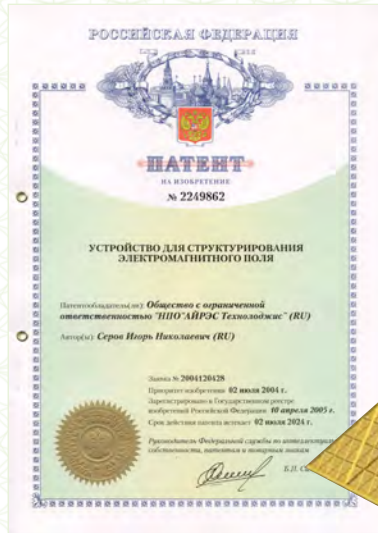 РОССИЙСКАЯ ФЕДЕРАЦИЯ
ПАТЕНТ
НА ИЗОБРЕТЕНИЕ
№ 2249862
УСТРОЙСТВО ДЛЯ СТРУКТУРИРОВАНИЯ
ЭЛЕКТРОМАГНИТНОГО ПОЛЯ
Патентообладатель(ли): Общество с ограниченной
ответственностью "НПО"АЙРЭС Технолоджис" (RU)
Автор(ы): Серов Игорь Николаевич (RU)
Заявка № 2004120428
Приоритет изобретения 02 июля 2004 г.
Зарегистрировано в Государственном реестре
изобретений Российской Федерации 10 апреля 2005 г.
Срок действия патента истекает 02 июля 2024 г.
Руководитель Федеральной службы по интеллектуальн
собственности, патентам и товарным знакам